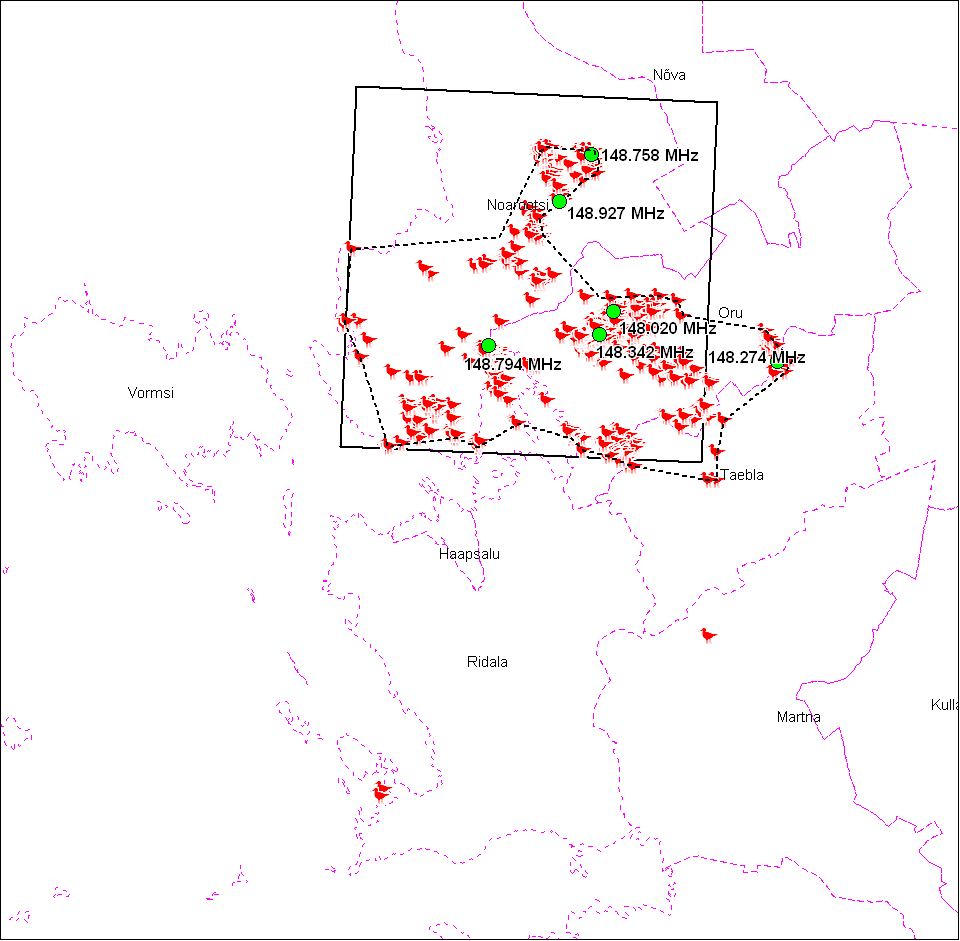 Nõva
148.758 MHz
Noarootsi
148.927 MHz
Oru
148.020 MHz
148.342 MHz
148.274 MHz
148.794 MHz
Vormsi
Taebla
Haapsalu
Ridala
Kulla
Martna